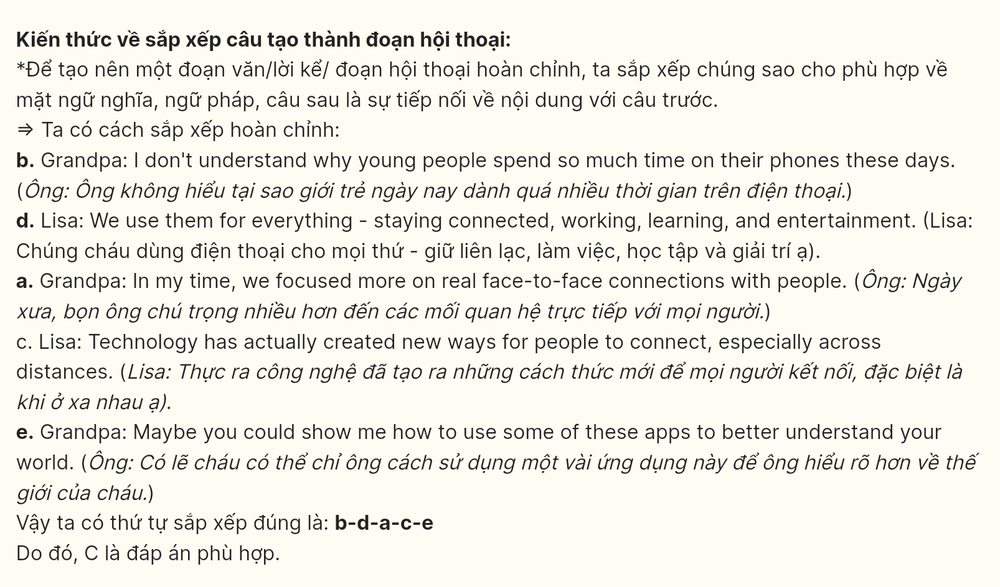 Kiến thức về sắp xếp câu tạo thành đoạn hội thoại:
*Để tạo nên một đoạn văn/lời kể/ đoạn hội thoại hoàn chỉnh, ta sắp xếp chúng sao cho phù hợp về
mặt ngữ nghĩa, ngữ pháp, câu sau là sự tiếp nối về nội dung với câu trước.
⇒ Ta có cách sắp xếp hoàn chỉnh:
b. Grandpa: I don't understand why young people spend so much time on their phones these days.
(Ông: Ông không hiểu tại sao giới trẻ ngày nay dành quá nhiều thời gian trên điện thoại.)
d. Lisa: We use them for everything - staying connected, working, learning, and entertainment. (Lisa:
Chúng cháu dùng điện thoại cho mọi thứ - giữ liên lạc, làm việc, học tập và giải trí ạ).
a. Grandpa: In my time, we focused more on real face-to-face connections with people. (Ông: Ngày
xưa, bọn ông chú trọng nhiều hơn đến các mối quan hệ trực tiếp với mọi người.)
c. Lisa: Technology has actually created new ways for people to connect, especially across
distances. (Lisa: Thực ra công nghệ đã tạo ra những cách thức mới để mọi người kết nối, đặc biệt là
khi ở xa nhau ạ).
e. Grandpa: Maybe you could show me how to use some of these apps to better understand your
world. (Ông: Có lẽ cháu có thể chỉ ông cách sử dụng một vài ứng dụng này để ông hiểu rõ hơn về thế
giới của cháu.)
Vậy ta có thứ tự sắp xếp đúng là: b-d-a-c-e
Do đó, C là đáp án phù hợp.